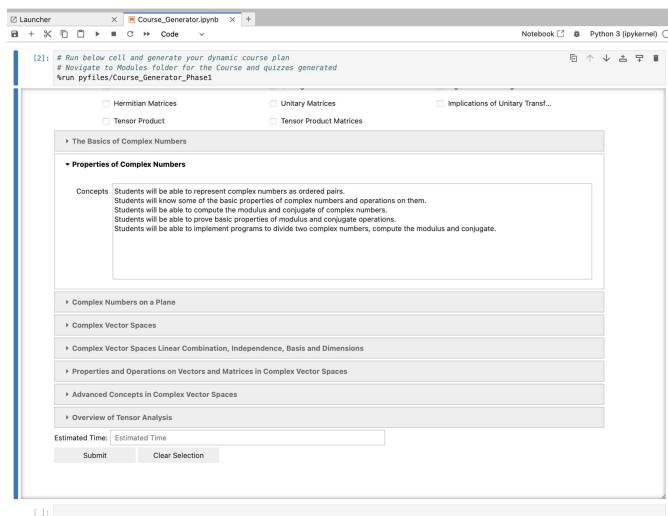 Launcher
Course_Generator.ipynb
Code
Notebook
Python 3 (ipykernel)
[2]: # Run below cell and generate your dynamic course plan
# Navigate to Modules folder for the Course and quizzes generated
%run pyfiles/Course_Generator_Phase1
Hermitian Matrices Unitary Matrices Implications of Unitary Transf...
Tensor Product Tensor Product Matrices
The Basics of Complex Numbers
Properties of Complex Numbers
Concepts Students will be able to represent complex numbers as ordered pairs.
Students will know some of the basic properties of complex numbers and operations on them.
Students will be able to compute the modulus and conjugate of complex numbers.
Students will be able to prove basic properties of modulus and conjugate operations.
Students will be able to implement programs to divide two complex numbers, compute the modulus and conjugate.
Complex Numbers on a Plane
Complex Vector Spaces
Complex Vector Spaces Linear Combination, Independence, Basis and Dimensions
Properties and Operations on Vectors and Matrices in Complex Vector Spaces
Advanced Concepts in Complex Vector Spaces
Overview of Tensor Analysis
Estimated Time: Estimated Time
Submit Clear Selection
[ ]: